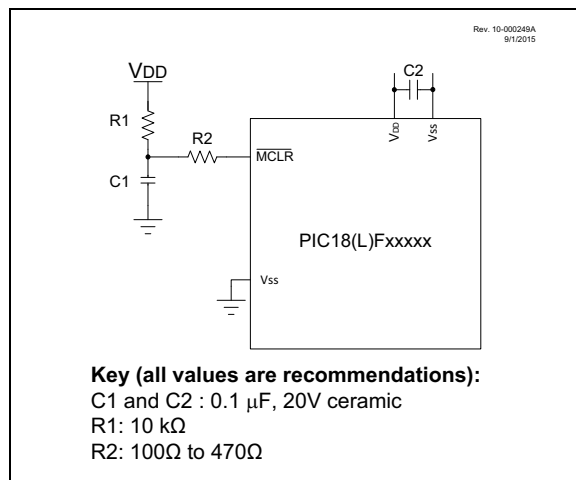 Rev. 10-000249A
9/1/2015
VDD
C2
R1
R2
VDD
Vss
MCLR
C1
PIC18(L)Fxxxxx
Vss
Key (all values are recommendations):
C1 and C2 : 0.1 μF, 20V ceramic
R1: 10 kΩ
R2: 100Ω to 470Ω